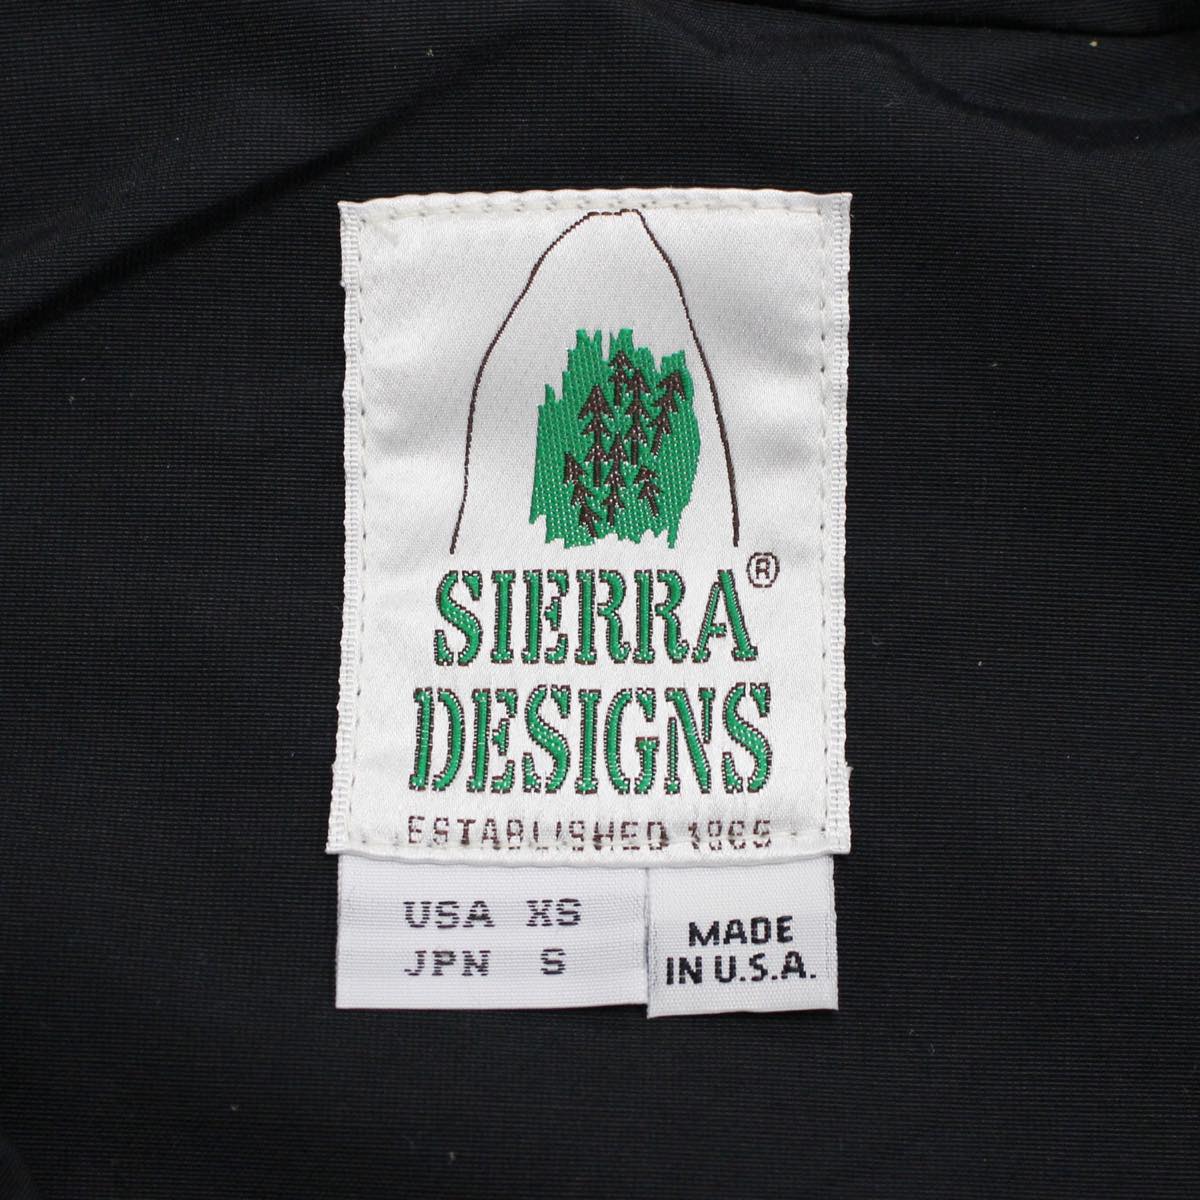 SIERRA®
DESIGNS
ESTABLISHED 1965
USA XS
JPN S
MADE
IN U.S.A.